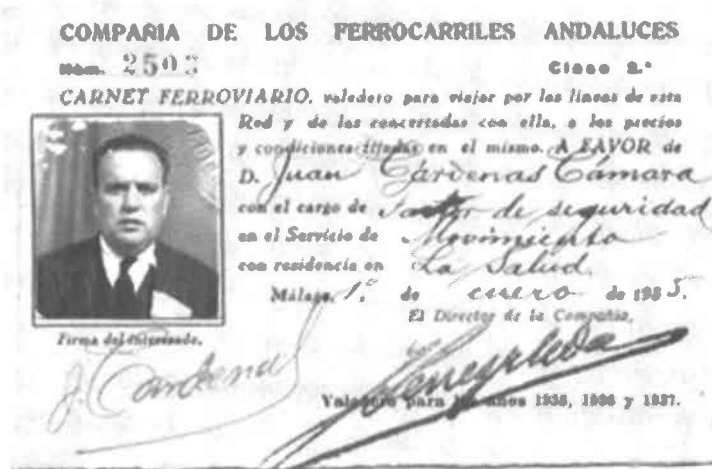 COMPAÑIA DE LOS FERROCARRILES ANDALUCES
Núm. 2503
Clase 2.ª
CARNET FERROVIARIO, valedero para viajar por las líneas de esta
Red y de las concertadas con ella, a los precios
y condiciones fijadas en el mismo. A FAVOR de
D. Juan Cárdenas Cámara
con el cargo de Factor de seguridad
en el Servicio de Movimiento
con residencia en La Salud
Málaga, 1.º de enero de 1935.
El Director de la Compañía,
Firma del interesado,
J. Cardenas
Valedero para los años 1935, 1936 y 1937.